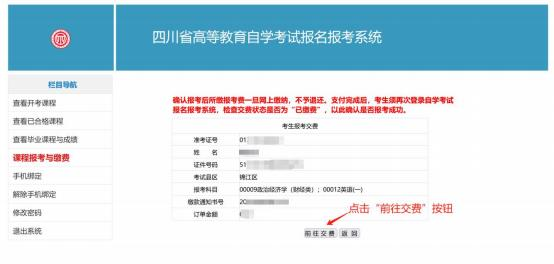 四川省高等教育自学考试报名报考系统
栏目导航
查看开考课程
查看已合格课程
查看毕业课程与成绩
课程报考与缴费
手机绑定
解除手机绑定
修改密码
退出系统
确认报考后所缴报考费一旦网上缴纳，不予退还。支付完成后，考生须再次登录自学考试
报名报考系统，检查交费状态是否为“已缴费”，以此确认是否报考成功。
考生报考交费
准考证号 01
姓 名
证件号码 51
考试县区 锦江区
报考科目 00009政治经济学（财经类）；00012英语(一)
缴款通知书号 20
订单金额
点击“前往交费”按钮
前往交费 返回